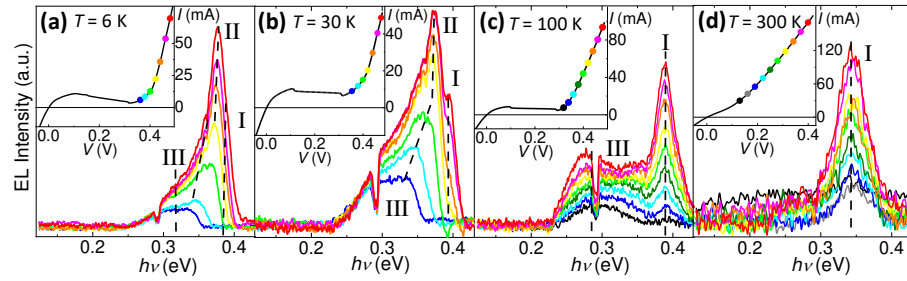 (a) T = 6 K I (mA)
60
40
20
0
0.0 0.2 0.4
V (V)
II
I
III
(b) T = 30 K I (mA)
40
20
0
0.0 0.2 0.4
V (V)
II
I
III
(c) T = 100 K I (mA)
80
40
0
0.0 0.2 0.4
V (V)
I
III
(d) T = 300 K I (mA)
120
80
40
0
0.0 0.2 0.4
V (V)
I
EL Intensity (a.u.)
0.2 0.3 0.4
0.2 0.3 0.4
0.2 0.3 0.4
0.2 0.3 0.4
hν (eV)
hν (eV)
hν (eV)
hν (eV)